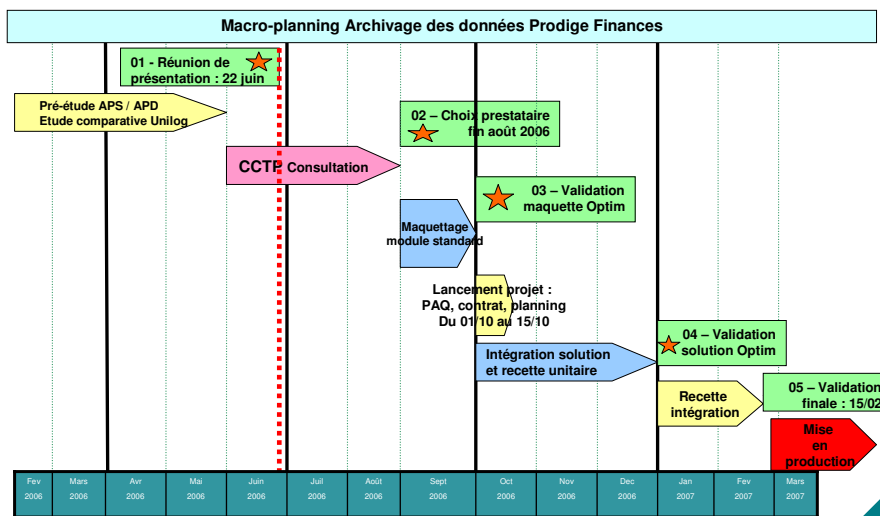 Macro-planning Archivage des données Prodige Finances
01 - Réunion de
présentation : 22 juin
Pré-étude APS / APD
Etude comparative Unilog
02 – Choix prestataire
fin août 2006
CCTP Consultation
03 – Validation
maquette Optim
Maquettage
module standard
Lancement projet :
PAQ, contrat, planning
Du 01/10 au 15/10
04 – Validation
solution Optim
Intégration solution
et recette unitaire
05 – Validation
finale : 15/02
Recette
intégration
Mise
en
production
Fev Mars Avr Mai Juin Juil Août Sept Oct Nov Dec Jan Fev Mars
2006 2006 2006 2006 2006 2006 2006 2006 2006 2006 2006 2007 2007 2007